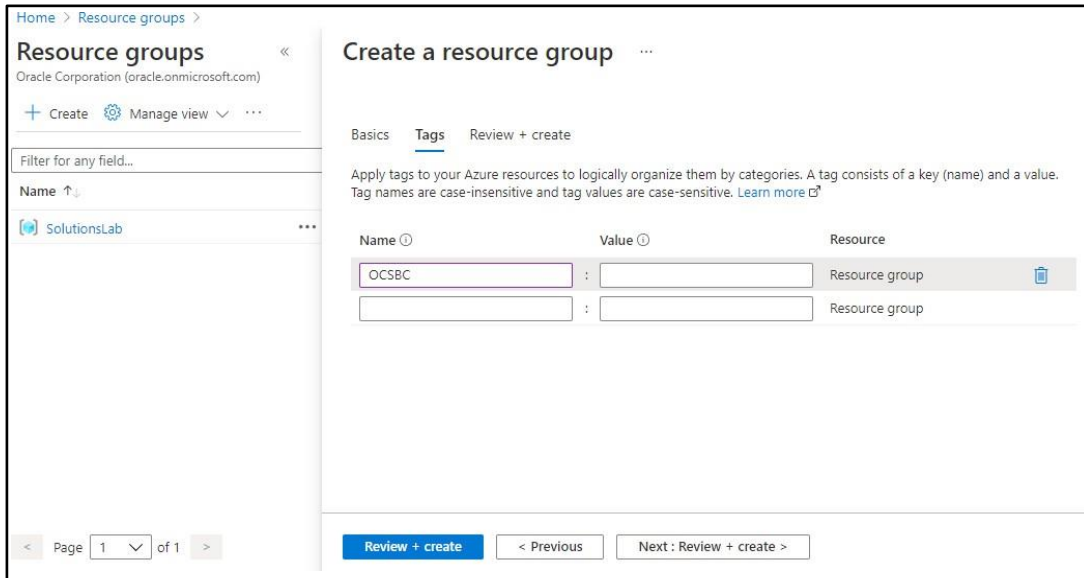 Home > Resource groups >
Resource groups «
Oracle Corporation (oracle.onmicrosoft.com)
+ Create Manage view ...
Filter for any field...
Name ↑↓
SolutionsLab ...
< Page 1 of 1 >
Create a resource group ...
Basics Tags Review + create
Apply tags to your Azure resources to logically organize them by categories. A tag consists of a key (name) and a value.
Tag names are case-insensitive and tag values are case-sensitive. Learn more
Name Value Resource
OCSBC : Resource group
: Resource group
Review + create < Previous Next : Review + create >